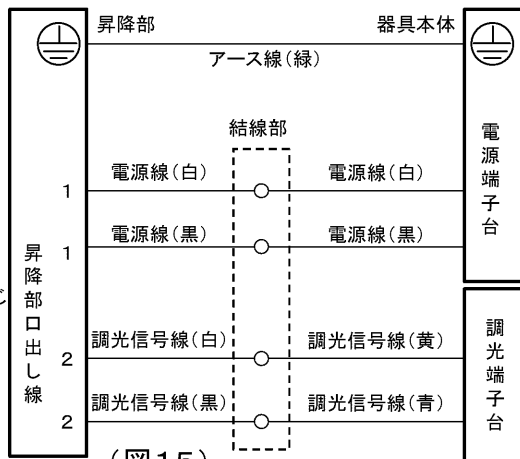 昇降部
器具本体
アース線(緑)
結線部
電源端子台
電源線(白)
電源線(白)
1
電源線(黒)
電源線(黒)
1
昇降部口出し線
じ
調光信号線(白)
調光信号線(黄)
2
調光端子台
調光信号線(黒)
調光信号線(青)
2
(図15)